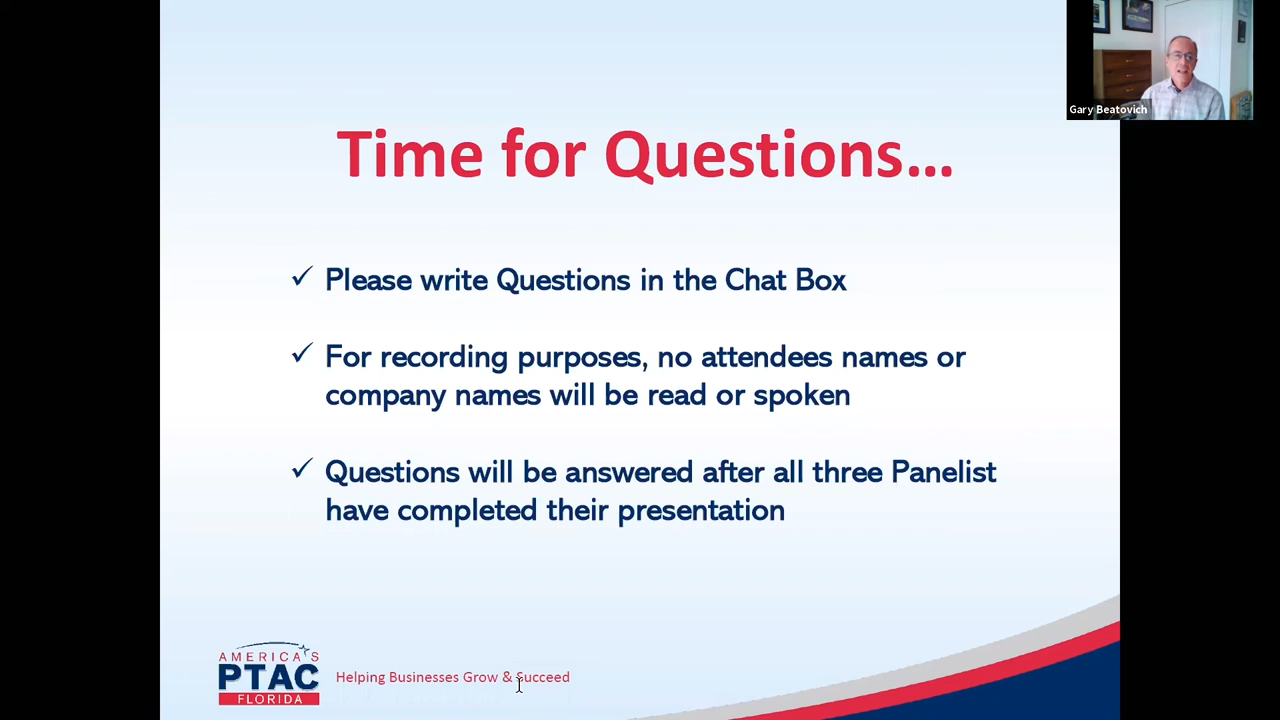 Gary Beatovich
Time for Questions...
✓ Please write Questions in the Chat Box
✓ For recording purposes, no attendees names or
company names will be read or spoken
✓ Questions will be answered after all three Panelist
have completed their presentation
AMERICA'S
PTAC
FLORIDA
Helping Businesses Grow & Succeed